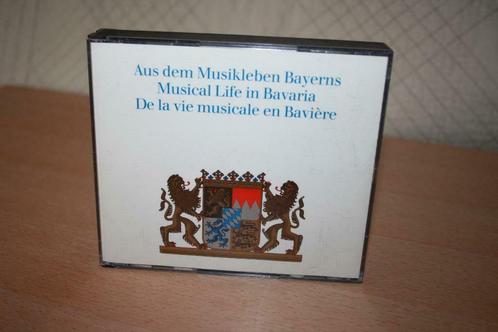 Aus dem Musikleben Bayerns
Musical Life in Bavaria
De la vie musicale en Bavière